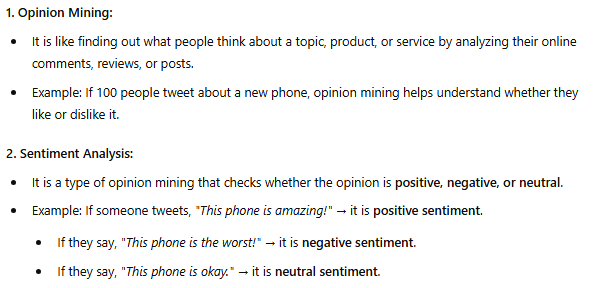 1. Opinion Mining:
• It is like finding out what people think about a topic, product, or service by analyzing their online
comments, reviews, or posts.
• Example: If 100 people tweet about a new phone, opinion mining helps understand whether they
like or dislike it.
2. Sentiment Analysis:
• It is a type of opinion mining that checks whether the opinion is positive, negative, or neutral.
• Example: If someone tweets, "This phone is amazing!" → it is positive sentiment.
• If they say, "This phone is the worst!" → it is negative sentiment.
• If they say, "This phone is okay." → it is neutral sentiment.